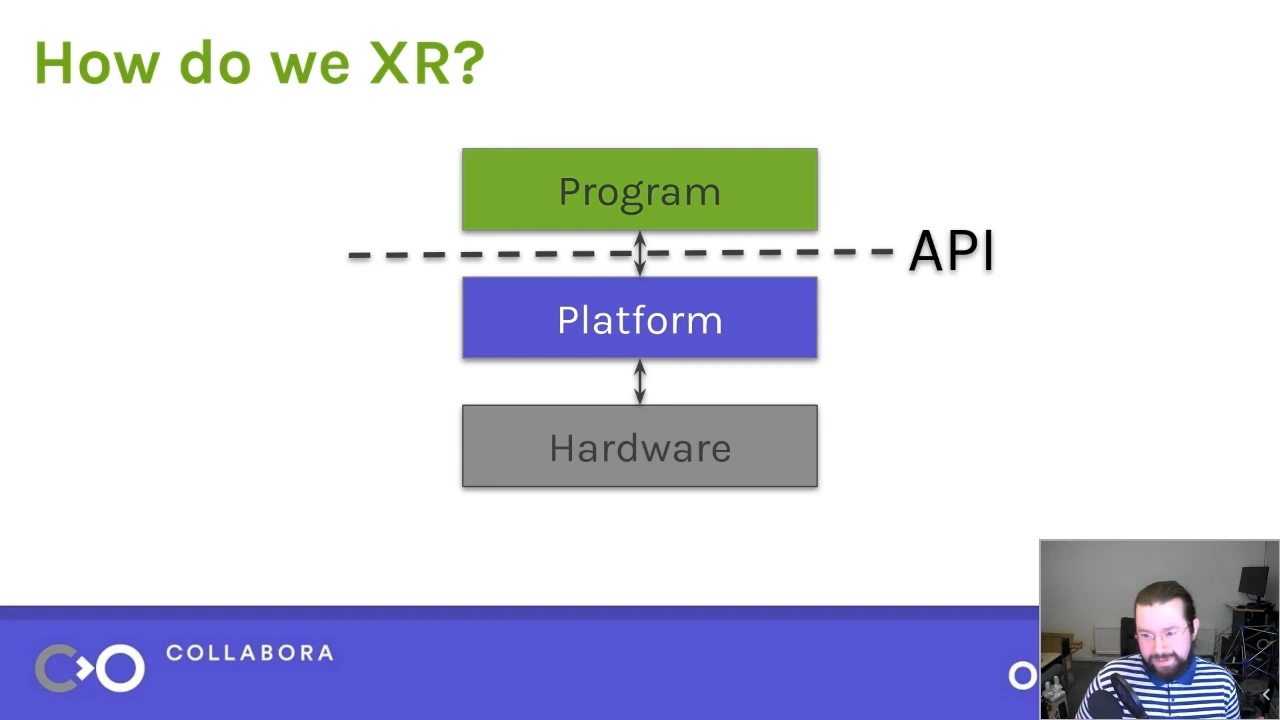 How do we XR?
Program
API
Platform
Hardware
COLLABORA